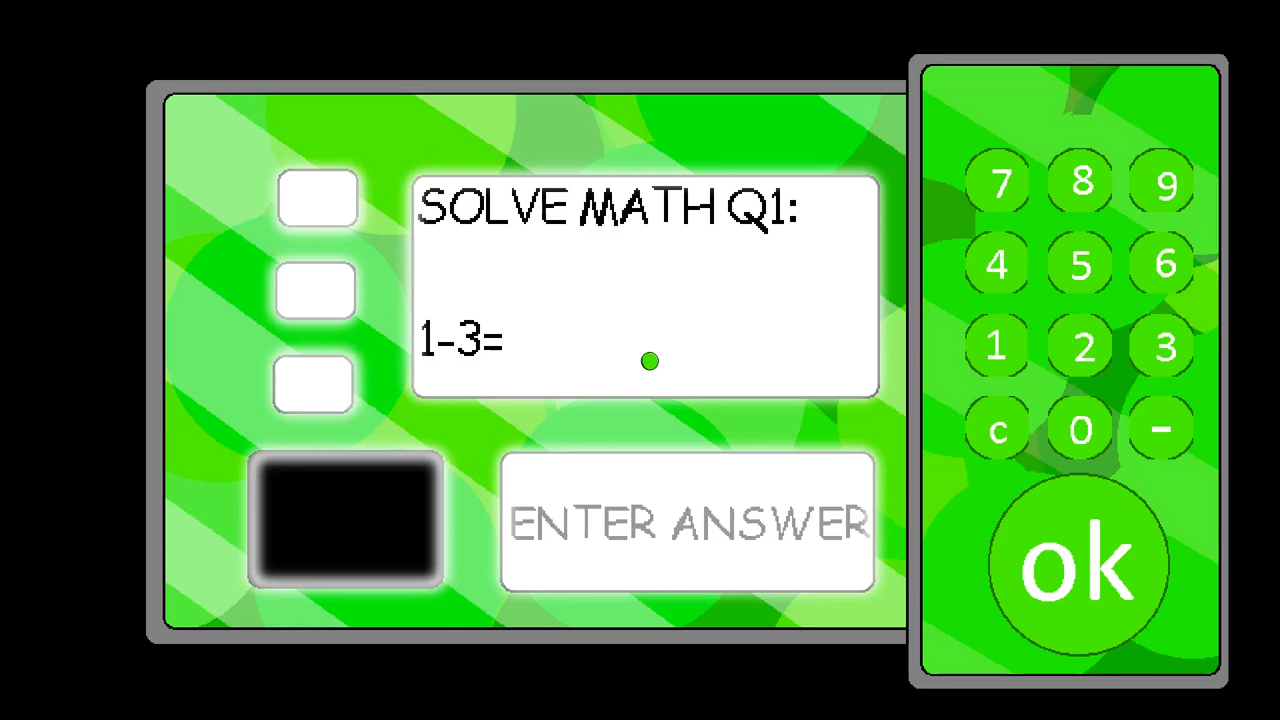 SOLVE MATH Q1:
1-3=
ENTER ANSWER
7 8 9
4 5 6
1 2 3
c 0 -
ok